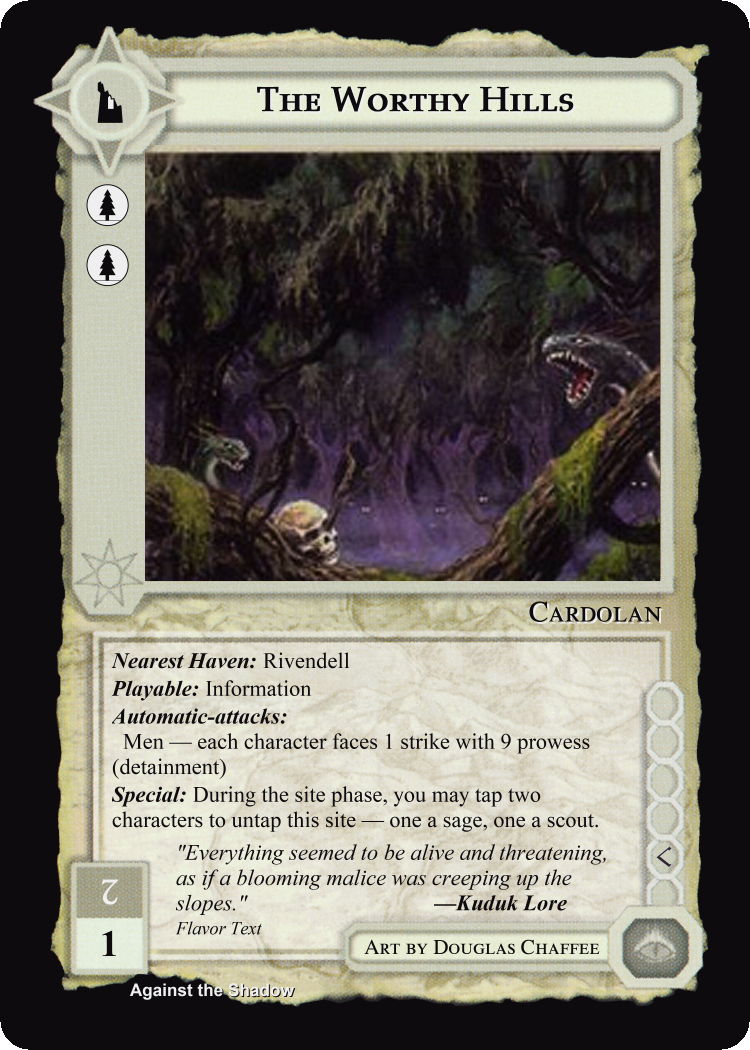 The Worthy Hills
Cardolan
Nearest Haven: Rivendell
Playable: Information
Automatic-attacks:
Men — each character faces 1 strike with 9 prowess
(detainment)
Special: During the site phase, you may tap two
characters to untap this site — one a sage, one a scout.
"Everything seemed to be alive and threatening,
as if a blooming malice was creeping up the
slopes." —Kuduk Lore
Flavor Text
1
Art by Douglas Chaffee
Against the Shadow